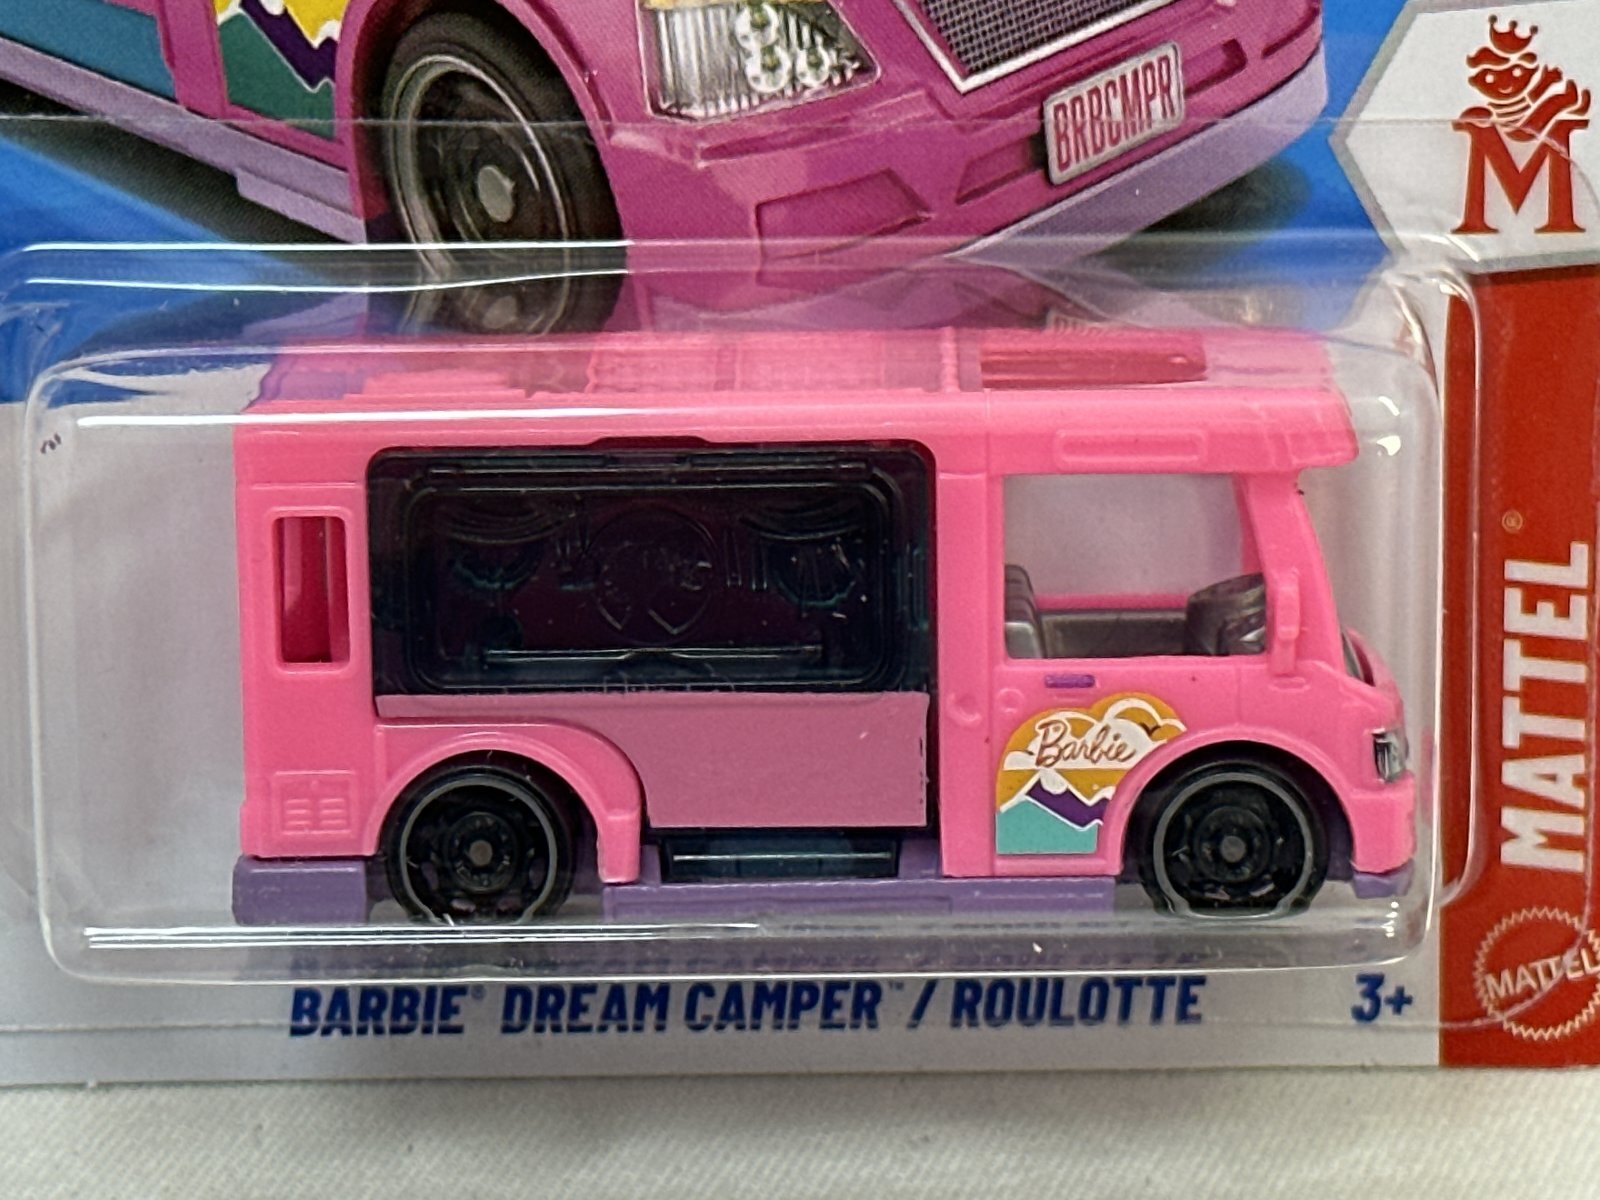 BRBCMPR
M
MATTEL®
Barbie
BARBIE® DREAM CAMPER™ / ROULOTTE
3+
MATTEL